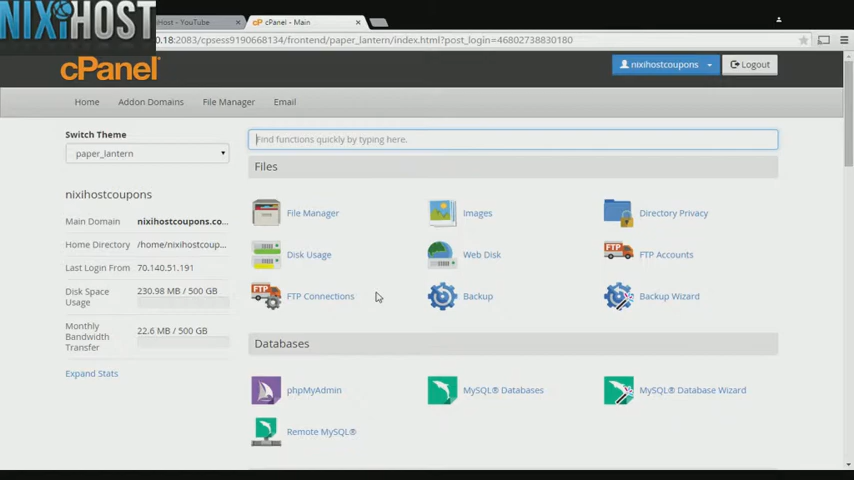 NIXIHOST
iHost - YouTube
cPanel - Main
0.18:2083/cpsess9190668134/frontend/paper_lantern/index.html?post_login=46802738830180
cPanel®
nixihostcoupons
Logout
Home
Addon Domains
File Manager
Email
Switch Theme
paper_lantern
Find functions quickly by typing here.
Files
nixihostcoupons
File Manager
Images
Directory Privacy
Main Domain
nixihostcoupons.co...
Home Directory
/home/nixihostcoup...
Disk Usage
Web Disk
FTP Accounts
Last Login From
70.140.51.191
Disk Space
Usage
230.98 MB / 500 GB
FTP Connections
Backup
Backup Wizard
Monthly
Bandwidth
Transfer
22.6 MB / 500 GB
Databases
Expand Stats
phpMyAdmin
MySQL® Databases
MySQL® Database Wizard
Remote MySQL®